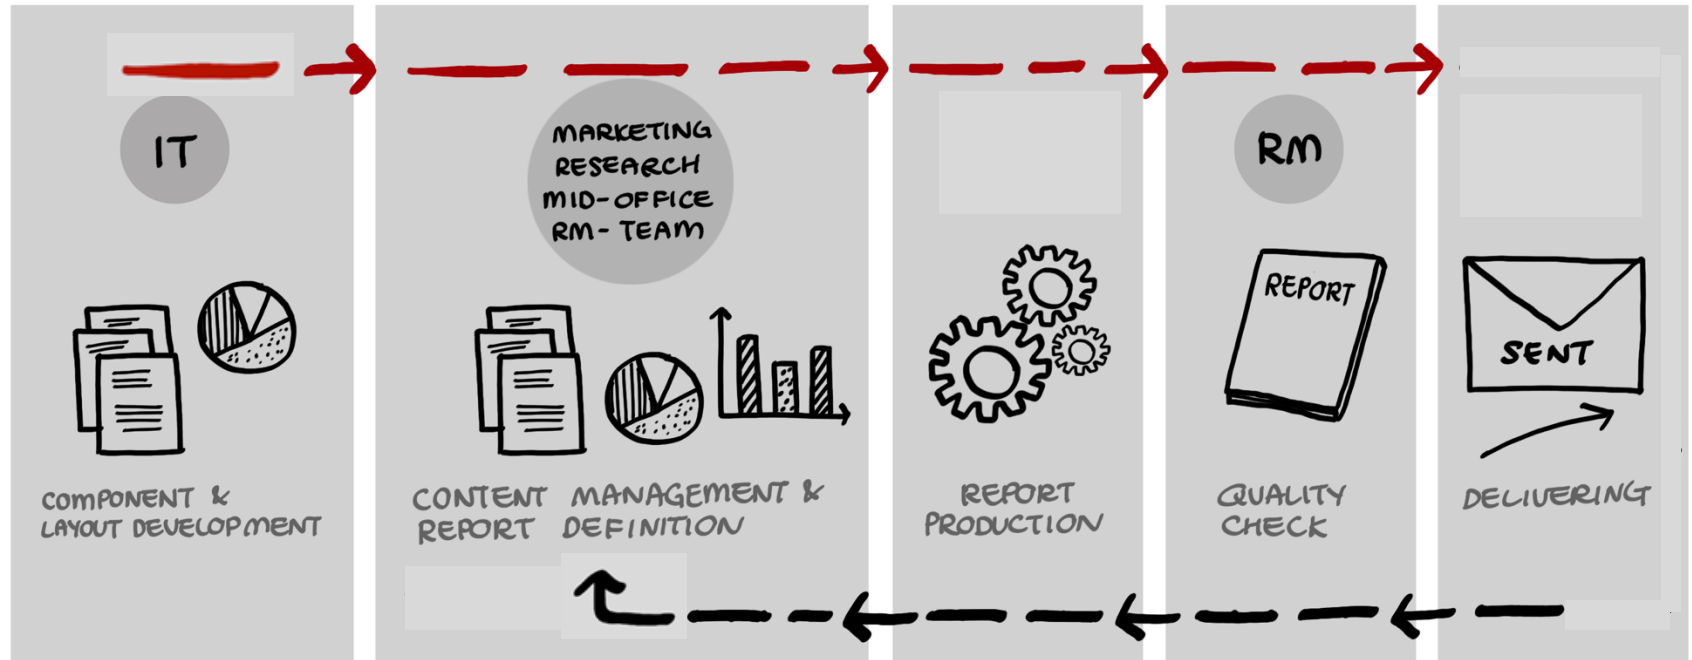 IT
COMPONENT &
LAYOUT DEVELOPMENT
MARKETING
RESEARCH
MID-OFFICE
RM-TEAM
CONTENT MANAGEMENT &
REPORT DEFINITION
REPORT
PRODUCTION
RM
REPORT
QUALITY
CHECK
SENT
DELIVERING